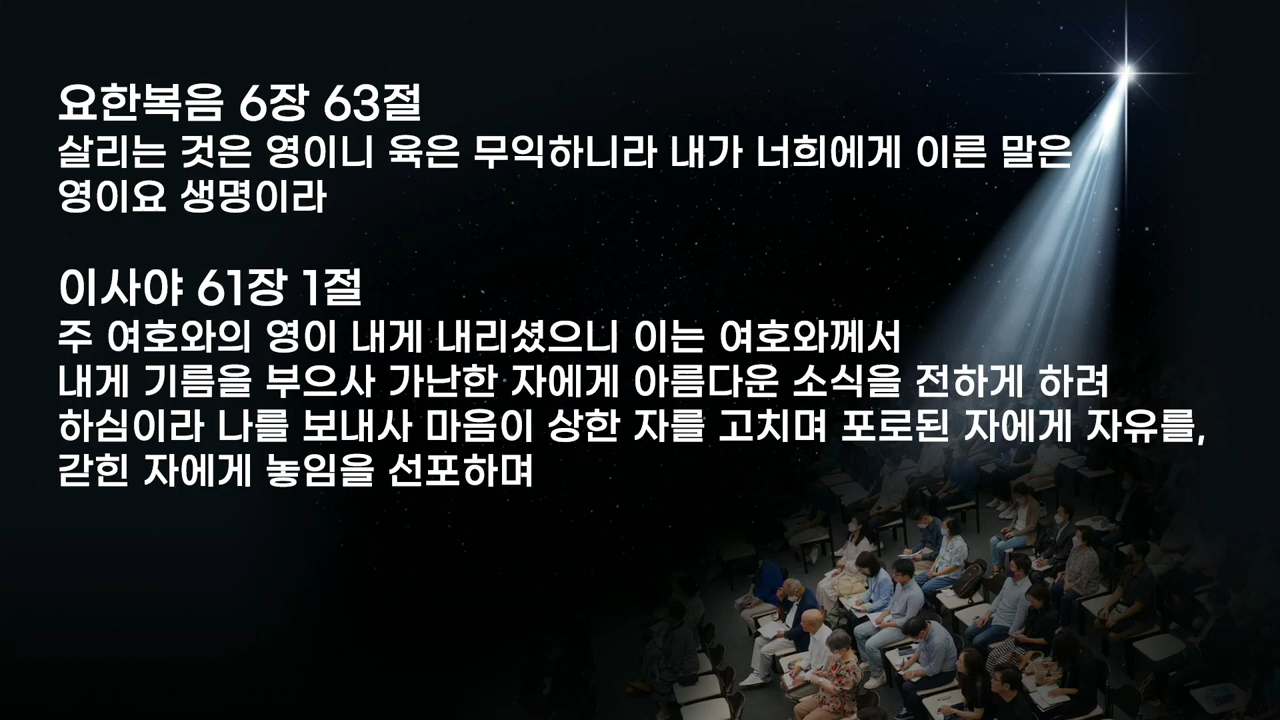 요한복음 6장 63절
살리는 것은 영이니 육은 무익하니라 내가 너희에게 이른 말은
영이요 생명이라
이사야 61장 1절
주 여호와의 영이 내게 내리셨으니 이는 여호와께서
내게 기름을 부으사 가난한 자에게 아름다운 소식을 전하게 하려
하심이라 나를 보내사 마음이 상한 자를 고치며 포로된 자에게 자유를,
갇힌 자에게 놓임을 선포하며